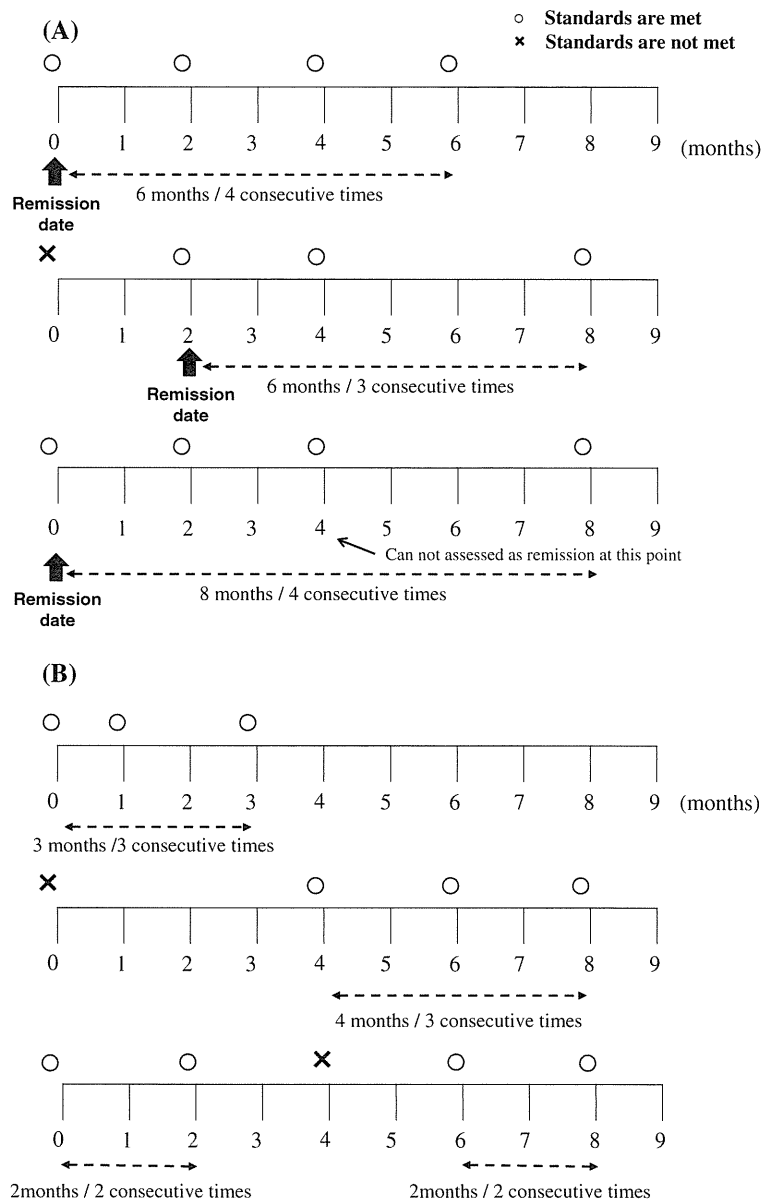 (A)
○ Standards are met
× Standards are not met
0 1 2 3 4 5 6 7 8 9 (months)
6 months / 4 consecutive times
Remission
date
0 1 2 3 4 5 6 7 8 9
6 months / 3 consecutive times
Remission
date
0 1 2 3 4 5 6 7 8 9
Can not assessed as remission at this point
8 months / 4 consecutive times
Remission
date
(B)
0 1 2 3 4 5 6 7 8 9 (months)
3 months /3 consecutive times
0 1 2 3 4 5 6 7 8 9
4 months / 3 consecutive times
0 1 2 3 4 5 6 7 8 9
2months / 2 consecutive times 2months / 2 consecutive times